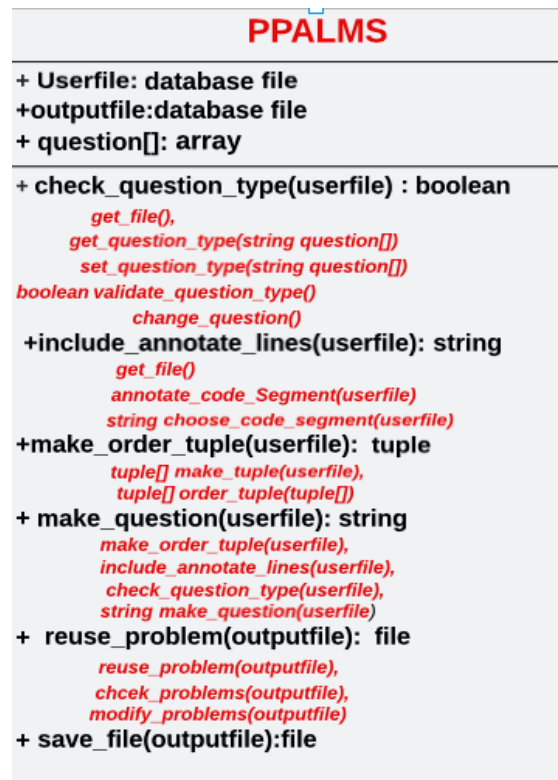 PPALMS
+ Userfile: database file
+outputfile:database file
+ question[]: array
+ check_question_type(userfile) : boolean
get_file(),
get_question_type(string question[])
set_question_type(string question[])
boolean validate_question_type()
change_question()
+include_annotate_lines(userfile): string
get_file()
annotate_code_Segment(userfile)
string choose_code_segment(userfile)
+make_order_tuple(userfile): tuple
tuple[] make_tuple(userfile),
tuple[] order_tuple(tuple[])
+ make_question(userfile): string
make_order_tuple(userfile),
include_annotate_lines(userfile),
check_question_type(userfile),
string make_question(userfile)
+ reuse_problem(outputfile): file
reuse_problem(outputfile),
chcek_problems(outputfile),
modify_problems(outputfile)
+ save_file(outputfile):file